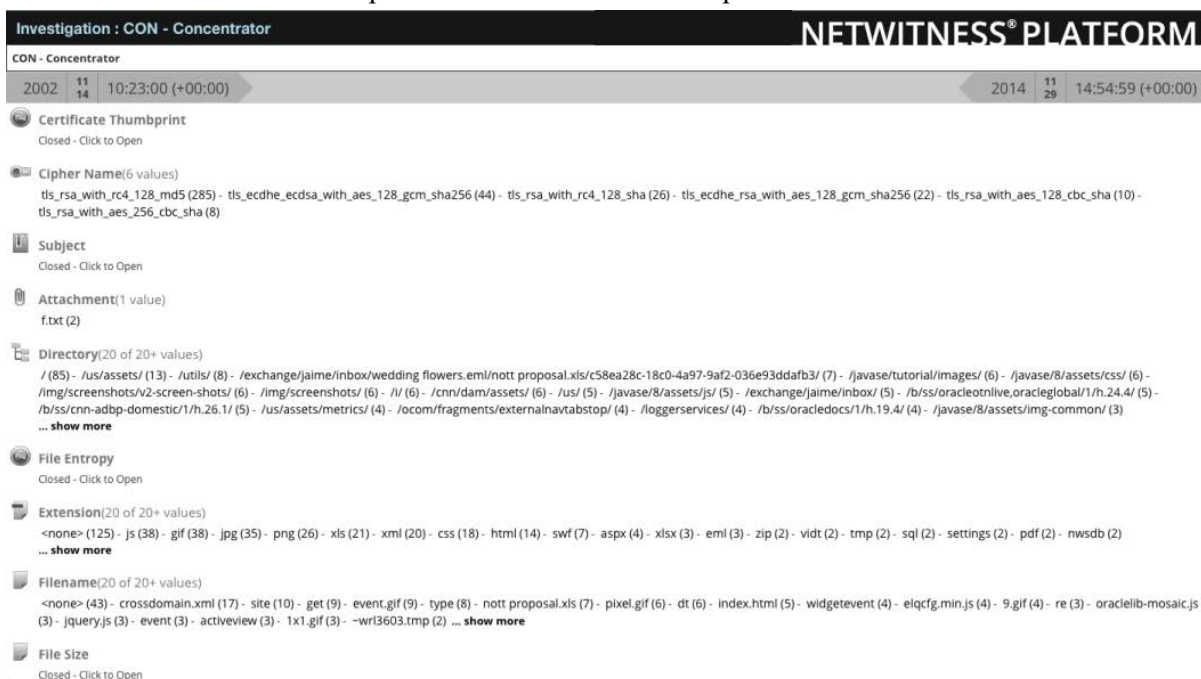 Investigation : CON - Concentrator
NETWITNESS® PLATFORM
CON - Concentrator
2002 11 14 10:23:00 (+00:00)
2014 11 29 14:54:59 (+00:00)
Certificate Thumbprint
Closed - Click to Open
Cipher Name(6 values)
tls_rsa_with_rc4_128_md5 (285) - tls_ecdhe_ecdsa_with_aes_128_gcm_sha256 (44) - tls_rsa_with_rc4_128_sha (26) - tls_ecdhe_rsa_with_aes_128_gcm_sha256 (22) - tls_rsa_with_aes_128_cbc_sha (10) -
tls_rsa_with_aes_256_cbc_sha (8)
Subject
Closed - Click to Open
Attachment(1 value)
f.txt (2)
Directory(20 of 20+ values)
/ (85) - /us/assets/ (13) - /utils/ (8) - /exchange/jaime/inbox/wedding flowers.eml/nott proposal.xls/c58ea28c-18c0-4a97-9af2-036e93ddafb3/ (7) - /javase/tutorial/images/ (6) - /javase/8/assets/css/ (6) -
/img/screenshots/v2-screen-shots/ (6) - /img/screenshots/ (6) - /i/ (6) - /cnn/dam/assets/ (6) - /us/ (5) - /javase/8/assets/js/ (5) - /exchange/jaime/inbox/ (5) - /b/ss/oracleotnlive,oracleglobal/1/h.24.4/ (5) -
/b/ss/cnn-adbp-domestic/1/h.26.1/ (5) - /us/assets/metrics/ (4) - /ocom/fragments/externalnavtabstop/ (4) - /loggerservices/ (4) - /b/ss/oracledocs/1/h.19.4/ (4) - /javase/8/assets/img-common/ (3)
... show more
File Entropy
Closed - Click to Open
Extension(20 of 20+ values)
<none> (125) - js (38) - gif (38) - jpg (35) - png (26) - xls (21) - xml (20) - css (18) - html (14) - swf (7) - aspx (4) - xlsx (3) - eml (3) - zip (2) - vidt (2) - tmp (2) - sql (2) - settings (2) - pdf (2) - nwsdb (2)
... show more
Filename(20 of 20+ values)
<none> (43) - crossdomain.xml (17) - site (10) - get (9) - event.gif (9) - type (8) - nott proposal.xls (7) - pixel.gif (6) - dt (6) - index.html (5) - widgetevent (4) - elqcfg.min.js (4) - 9.gif (4) - re (3) - oraclelib-mosaic.js
(3) - jquery.js (3) - event (3) - activeview (3) - 1x1.gif (3) - ~wrl3603.tmp (2) ... show more
File Size
Closed - Click to Open